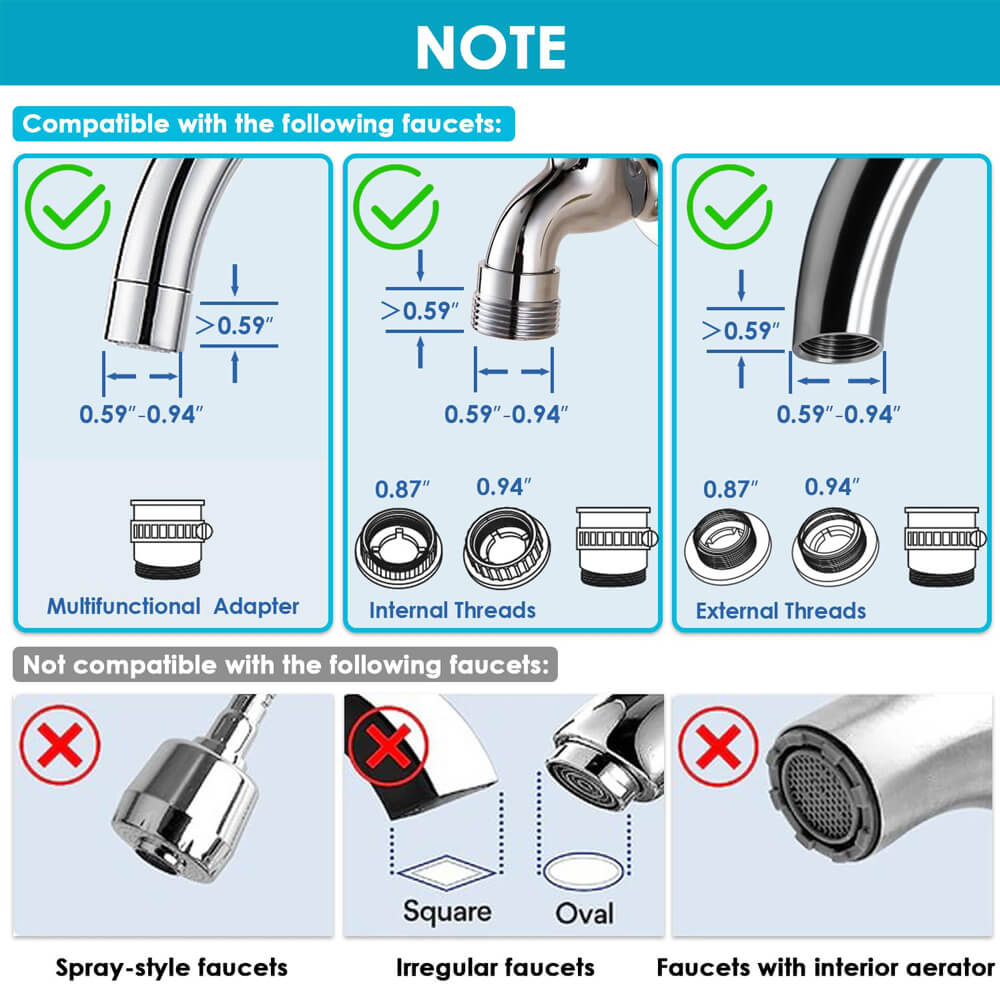 NOTE
Compatible with the following faucets:
>0.59″
0.59″-0.94″
Multifunctional Adapter
>0.59″
0.59″-0.94″
0.87″ 0.94″
Internal Threads
>0.59″
0.59″-0.94″
0.87″ 0.94″
External Threads
Not compatible with the following faucets:
Square Oval
Spray-style faucets
Irregular faucets
Faucets with interior aerator